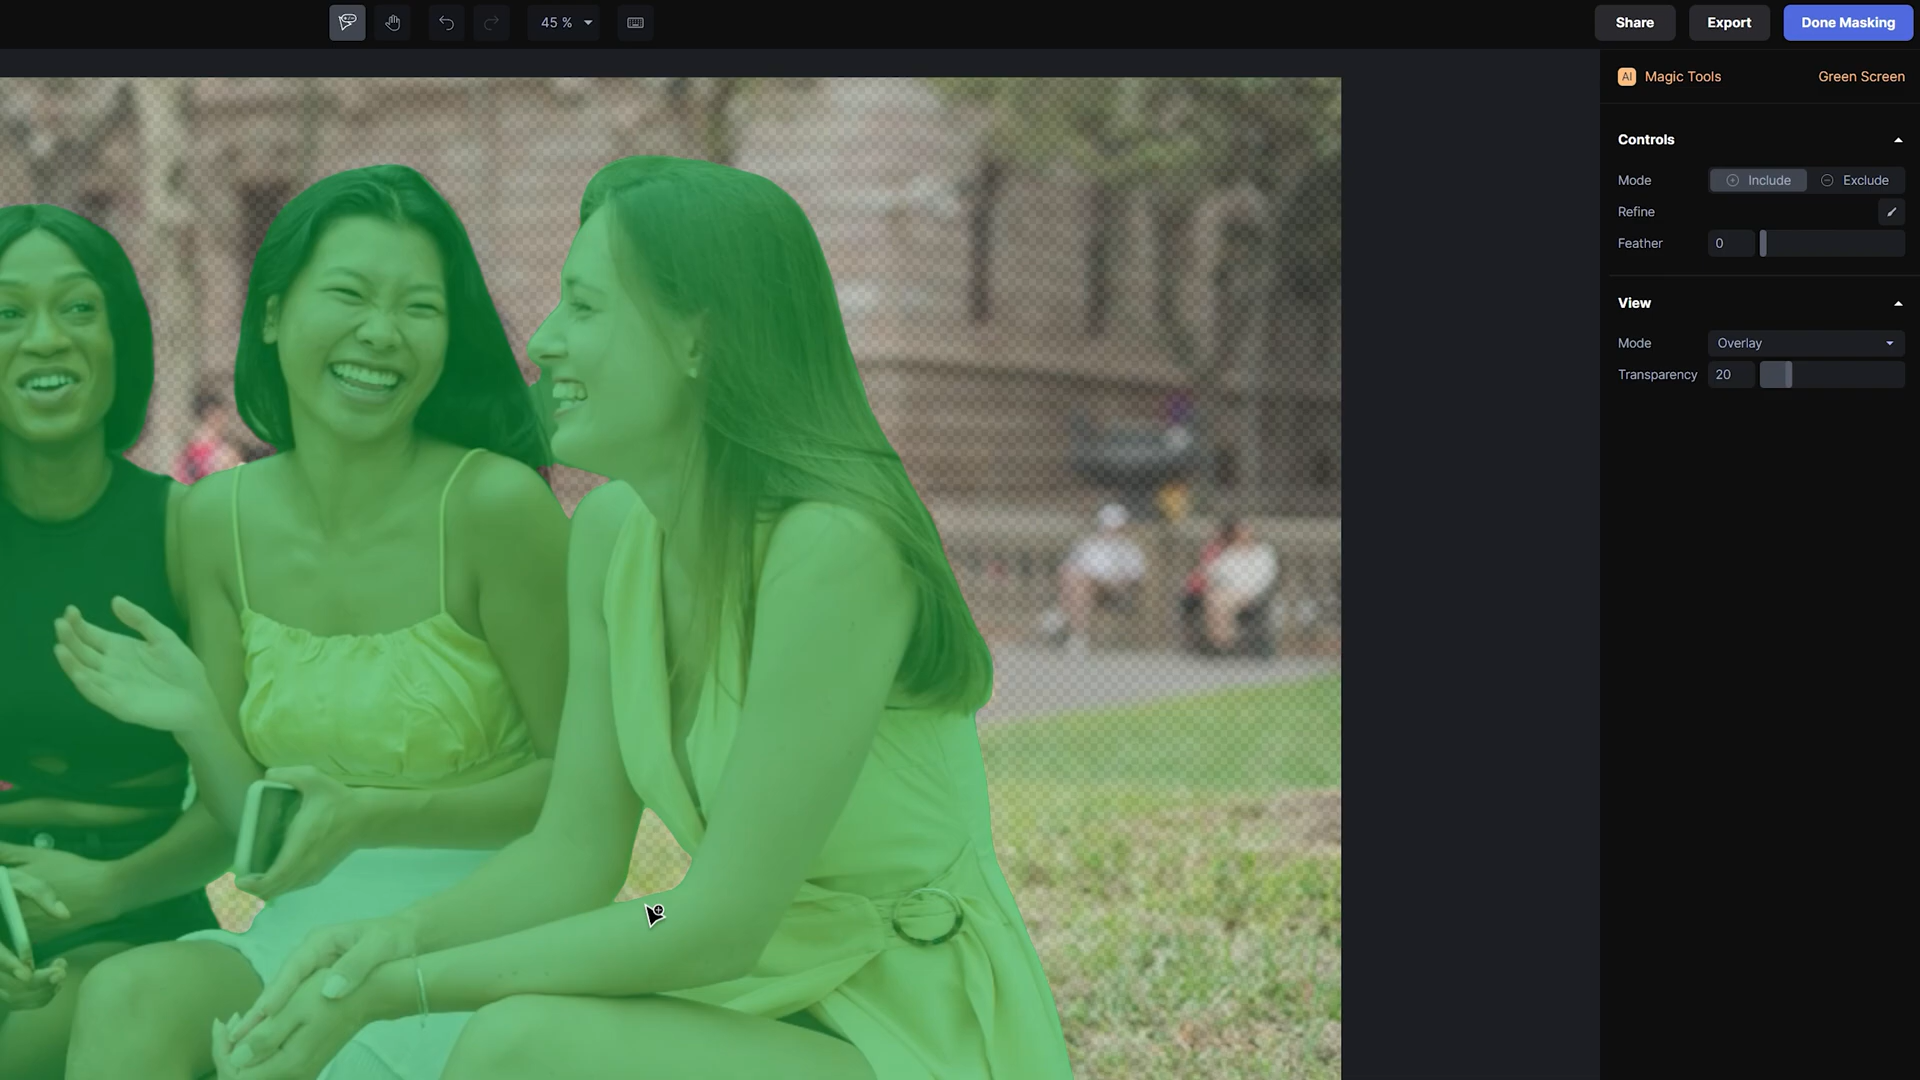 45 %
Share
Export
Done Masking
AI Magic Tools
Green Screen
Controls
Mode
Include
Exclude
Refine
Feather
0
View
Mode
Overlay
Transparency
20